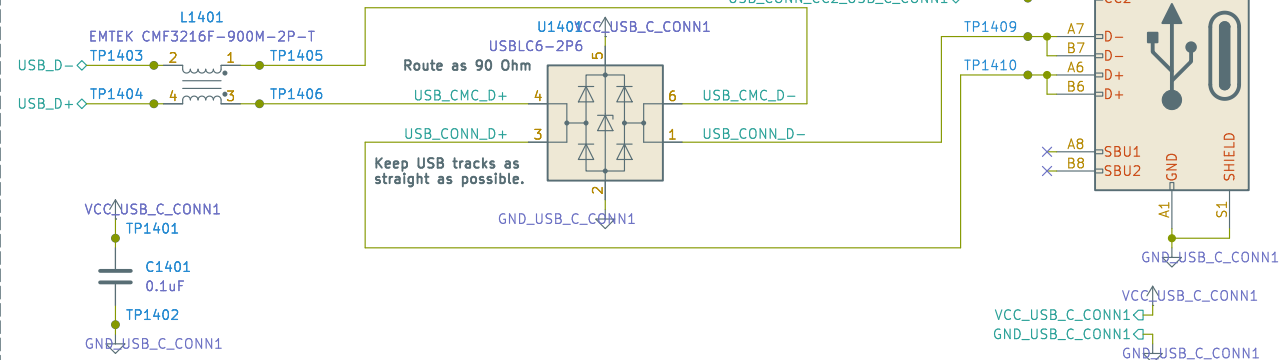 USB_CONN_CC2_USB_C_CONN1
CC2
L1401
EMTEK CMF3216F-900M-2P-T
U1401
VCC_USB_C_CONN1
USBLC6-2P6
TP1409
A7
D-
B7
D-
TP1403
2
1
TP1405
USB_D-
Route as 90 Ohm
5
TP1410
A6
D+
B6
D+
TP1404
4
3
TP1406
USB_D+
USB_CMC_D+
4
6
USB_CMC_D-
USB_CONN_D+
3
1
USB_CONN_D-
A8
SBU1
B8
SBU2
Keep USB tracks as
straight as possible.
2
GND_USB_C_CONN1
GND
SHIELD
A1
S1
VCC_USB_C_CONN1
TP1401
C1401
0.1uF
TP1402
GND_USB_C_CONN1
GND_USB_C_CONN1
VCC_USB_C_CONN1
VCC_USB_C_CONN1
GND_USB_C_CONN1
GND_USB_C_CONN1